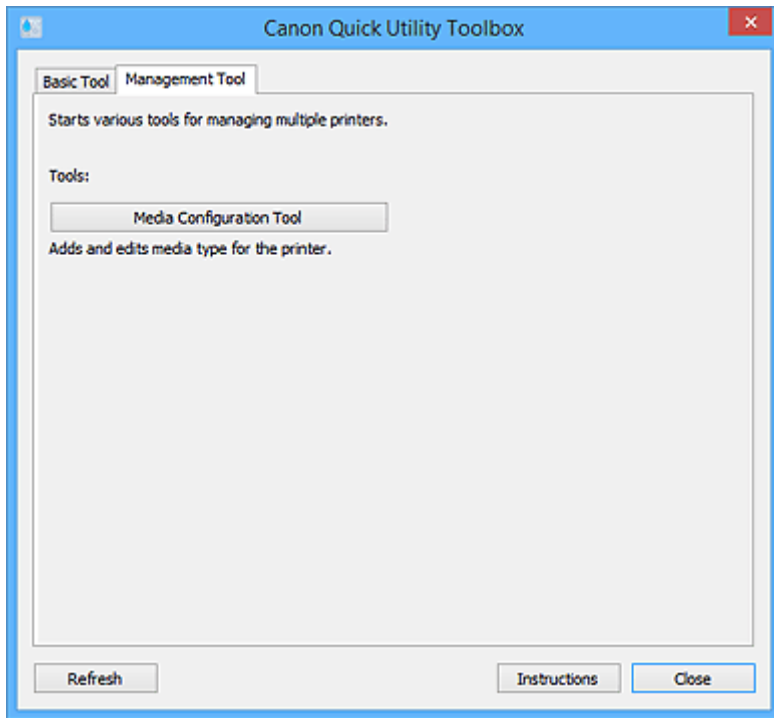 Canon Quick Utility Toolbox
Basic Tool Management Tool
Starts various tools for managing multiple printers.
Tools:
Media Configuration Tool
Adds and edits media type for the printer.
Refresh Instructions Close